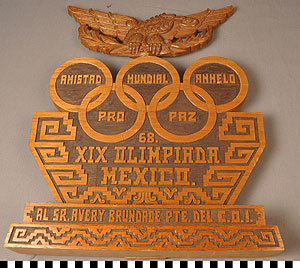 AMISTAD MUNDIAL ANHELO
PRO PAZ
68.
XIX OLIMPIADA
MEXICO.
AL SR. AVERY BRUNDAGE PTE. DEL C.O.I.